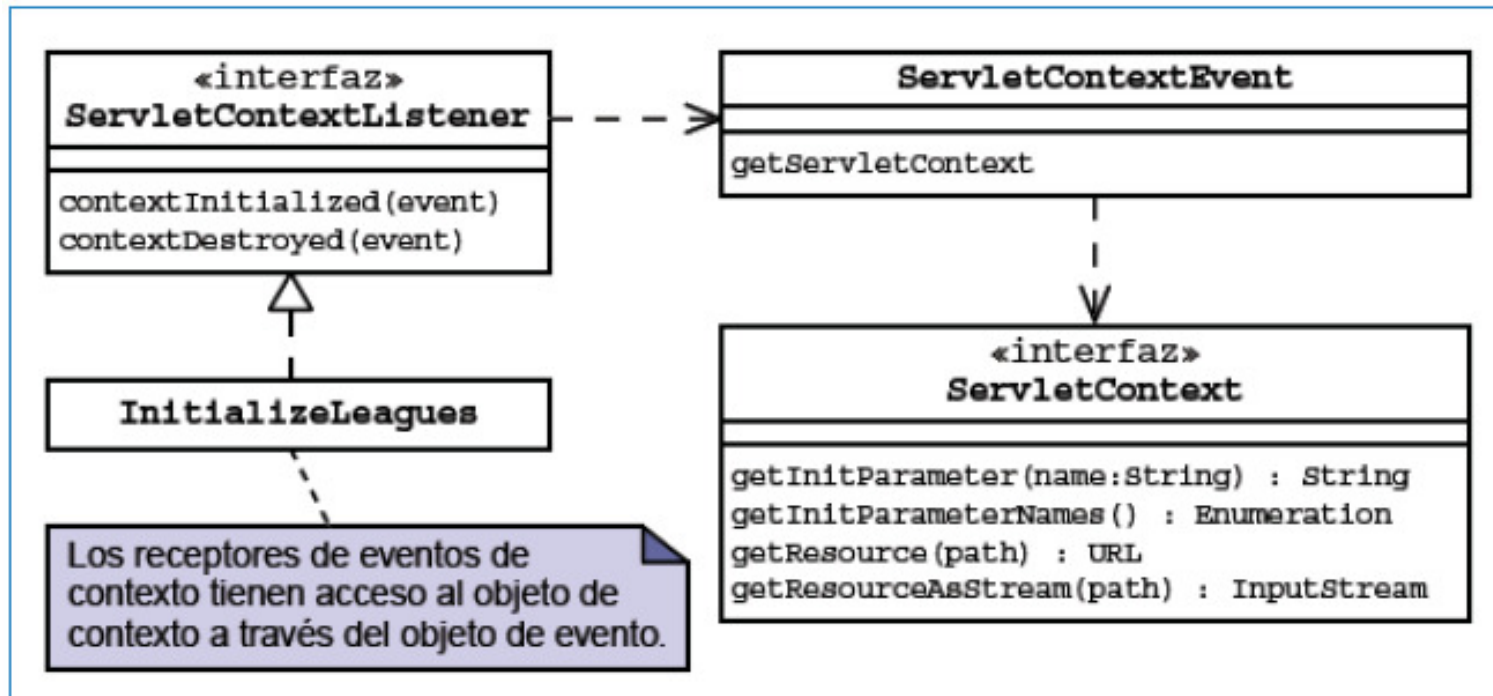 «interfaz»
ServletContextListener
contextInitialized(event)
contextDestroyed(event)
InitializeLeagues
Los receptores de eventos de
contexto tienen acceso al objeto de
contexto a través del objeto de evento.
ServletContextEvent
getServletContext
«interfaz»
ServletContext
getInitParameter(name:String) : String
getInitParameterNames() : Enumeration
getResource(path) : URL
getResourceAsStream(path) : InputStream